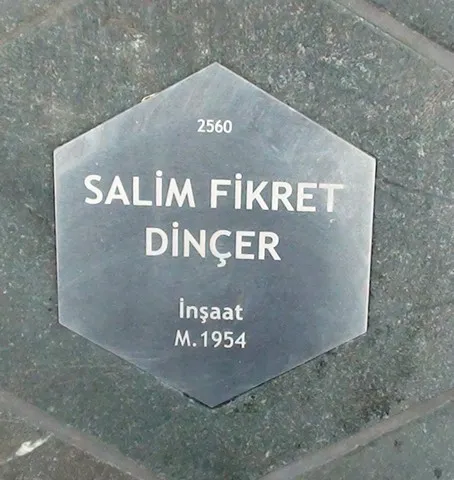 2560
SALİM FİKRET
DİNÇER
İnşaat
M.1954